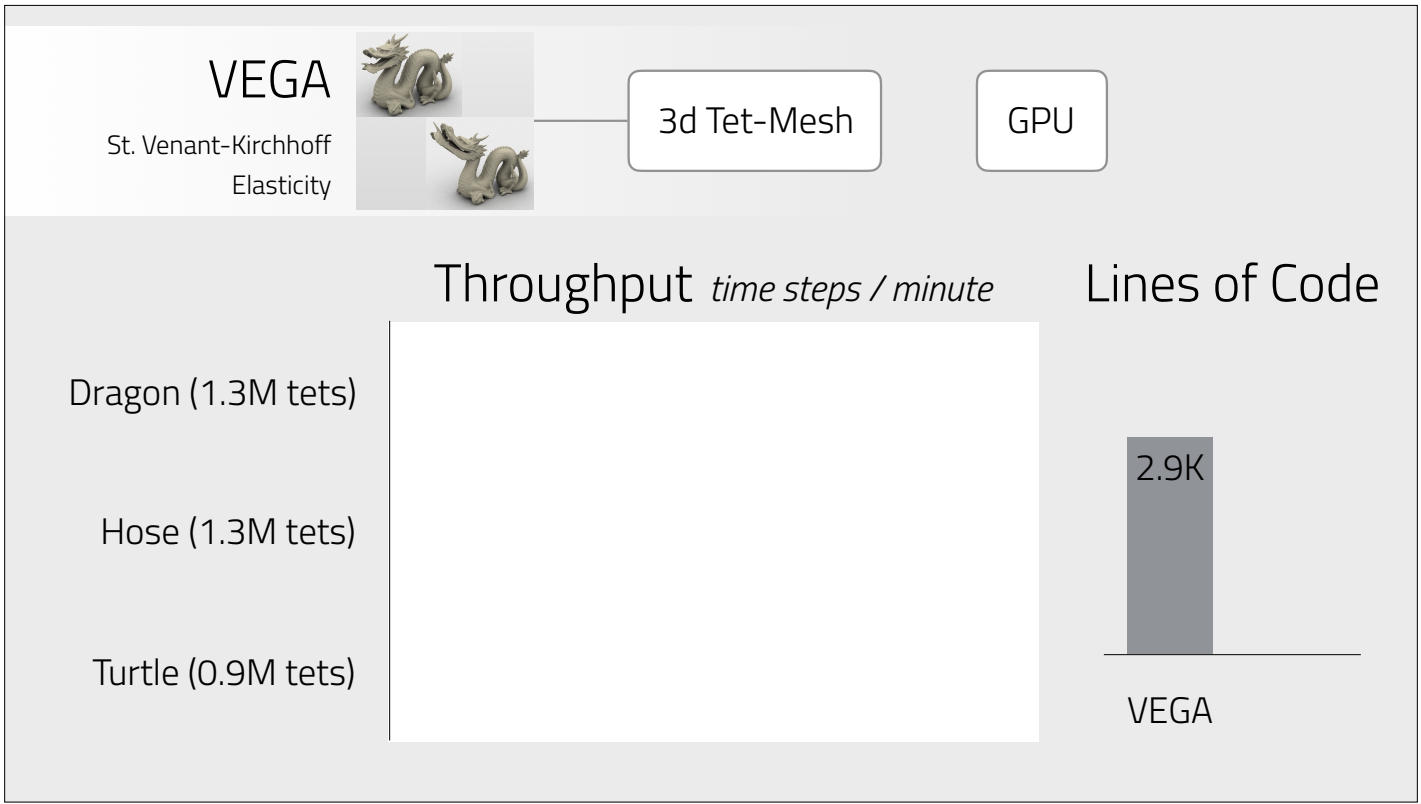 VEGA
St. Venant-Kirchhoff
Elasticity
3d Tet-Mesh
GPU
Throughput time steps / minute
Lines of Code
Dragon (1.3M tets)
Hose (1.3M tets)
Turtle (0.9M tets)
2.9K
VEGA